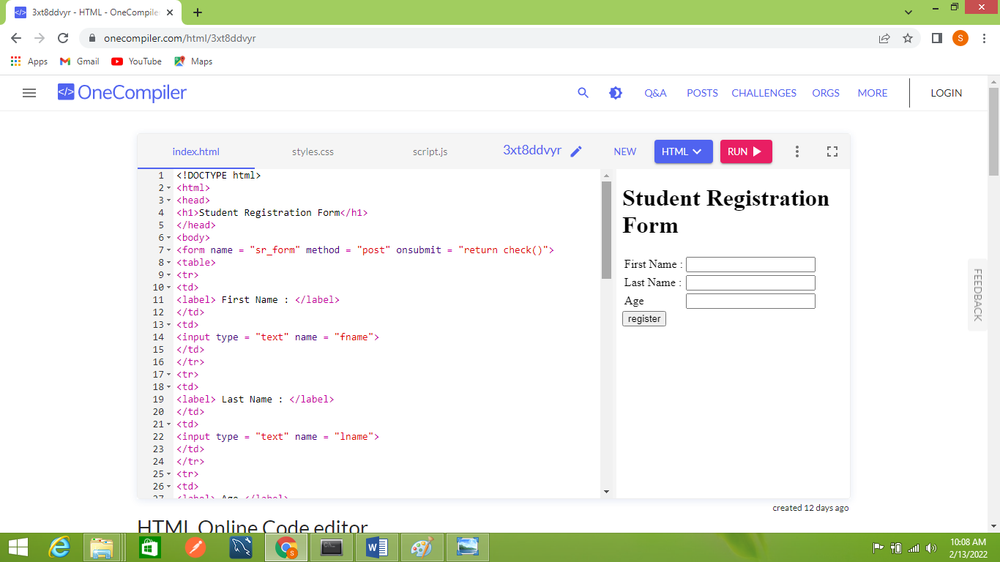 3xt8ddvyr - HTML - OneCompiler
onecompiler.com/html/3xt8ddvyr
S
Apps Gmail YouTube Maps
</> OneCompiler Q&A POSTS CHALLENGES ORGS MORE LOGIN
index.html styles.css script.js 3xt8ddvyr NEW HTML RUN
1 <!DOCTYPE html>
2 <html>
3 <head>
4 <h1>Student Registration Form</h1>
5 </head>
6 <body>
7 <form name = "sr_form" method = "post" onsubmit = "return check()">
8 <table>
9 <tr>
10 <td>
11 <label> First Name : </label>
12 </td>
13 <td>
14 <input type = "text" name = "fname">
15 </td>
16 </tr>
17 <tr>
18 <td>
19 <label> Last Name : </label>
20 </td>
21 <td>
22 <input type = "text" name = "lname">
23 </td>
24 </tr>
25 <tr>
26 <td>
27 <label> Age </label>
Student Registration
Form
First Name :
Last Name :
Age
register
FEEDBACK
created 12 days ago
HTML Online Code editor
10:08 AM
2/13/2022